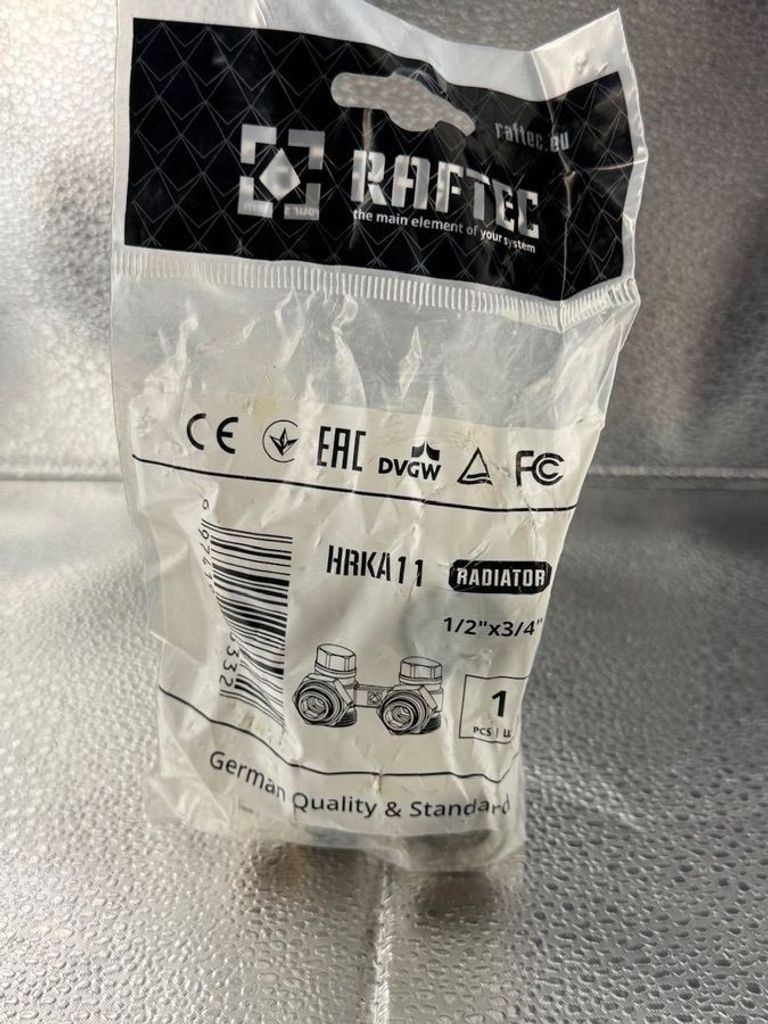 raftec.eu
RAFTEC
the main element of your system
CE EAC DVGW FC
HRKA11 RADIATOR
1/2"x3/4"
1
PCS |
332
German Quality & Standard